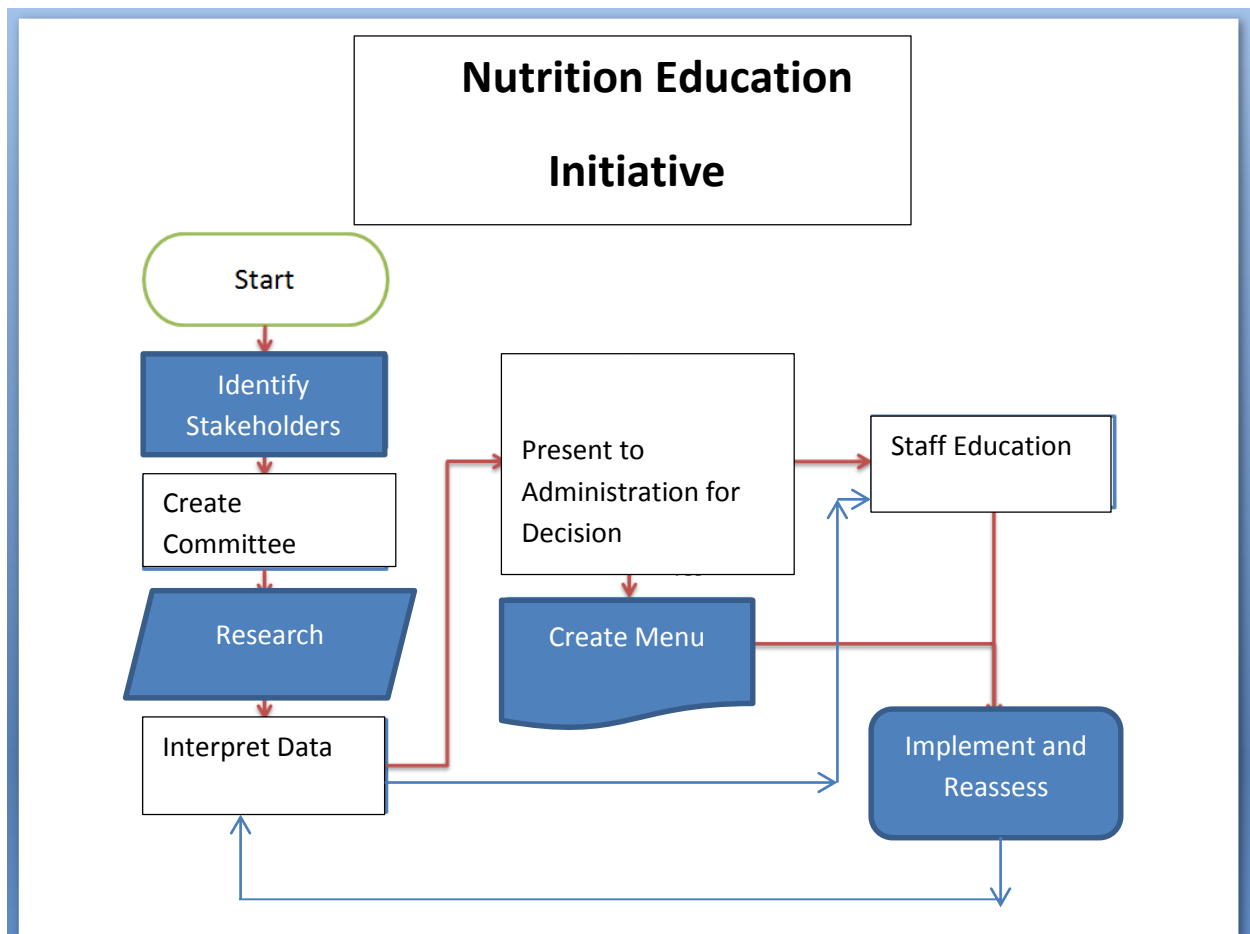 Nutrition Education
Initiative
Start
Identify
Stakeholders
Create
Committee
Research
Interpret Data
Present to
Administration for
Decision
Create Menu
Staff Education
Implement and
Reassess